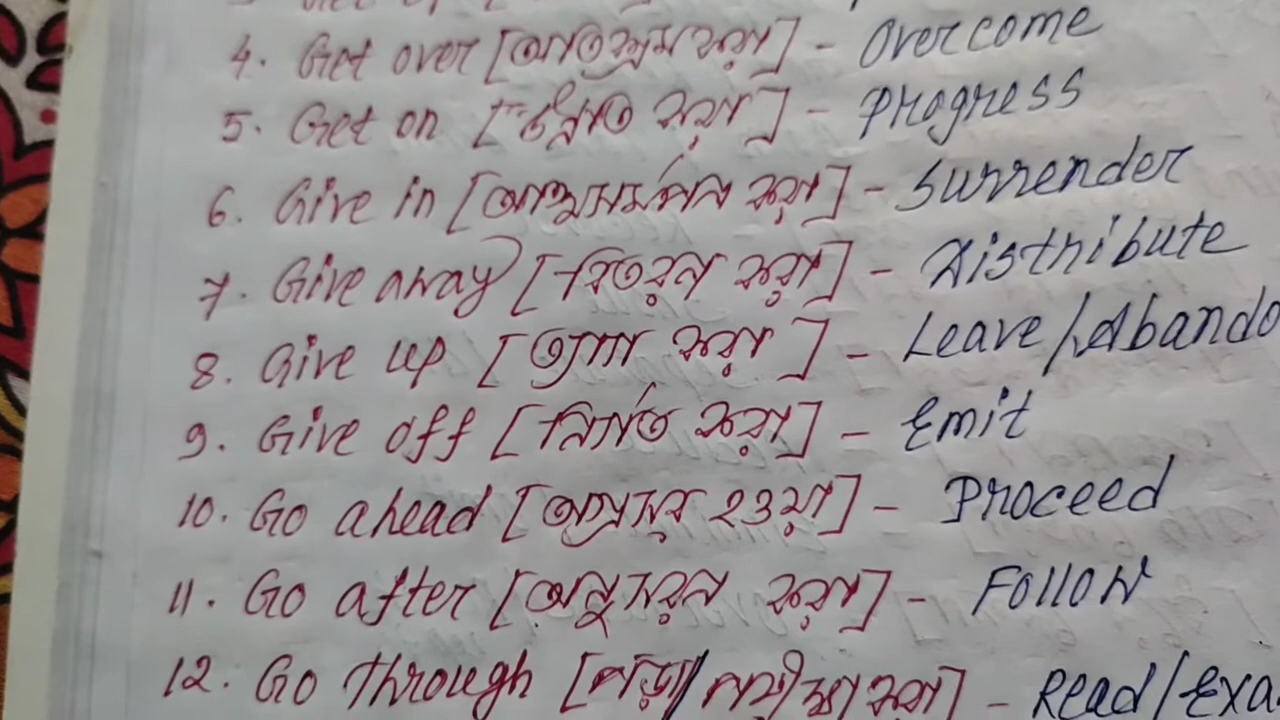 4. Get over [অতিক্রম করা] - Overcome
5. Get on [উন্নতি করা] - Progress
6. Give in [আত্মসমর্পন করা] - Surrender
7. Give away [বিতরন করা] - Distribute
8. Give up [ত্যাগ করা] - Leave/Abando
9. Give off [নির্গত করা] - Emit
10. Go ahead [অগ্রসর হওয়া] - Proceed
11. Go after [অনুসরন করা] - Follow
12. Go through [পড়া/পরীক্ষা করা] - Read/Exa